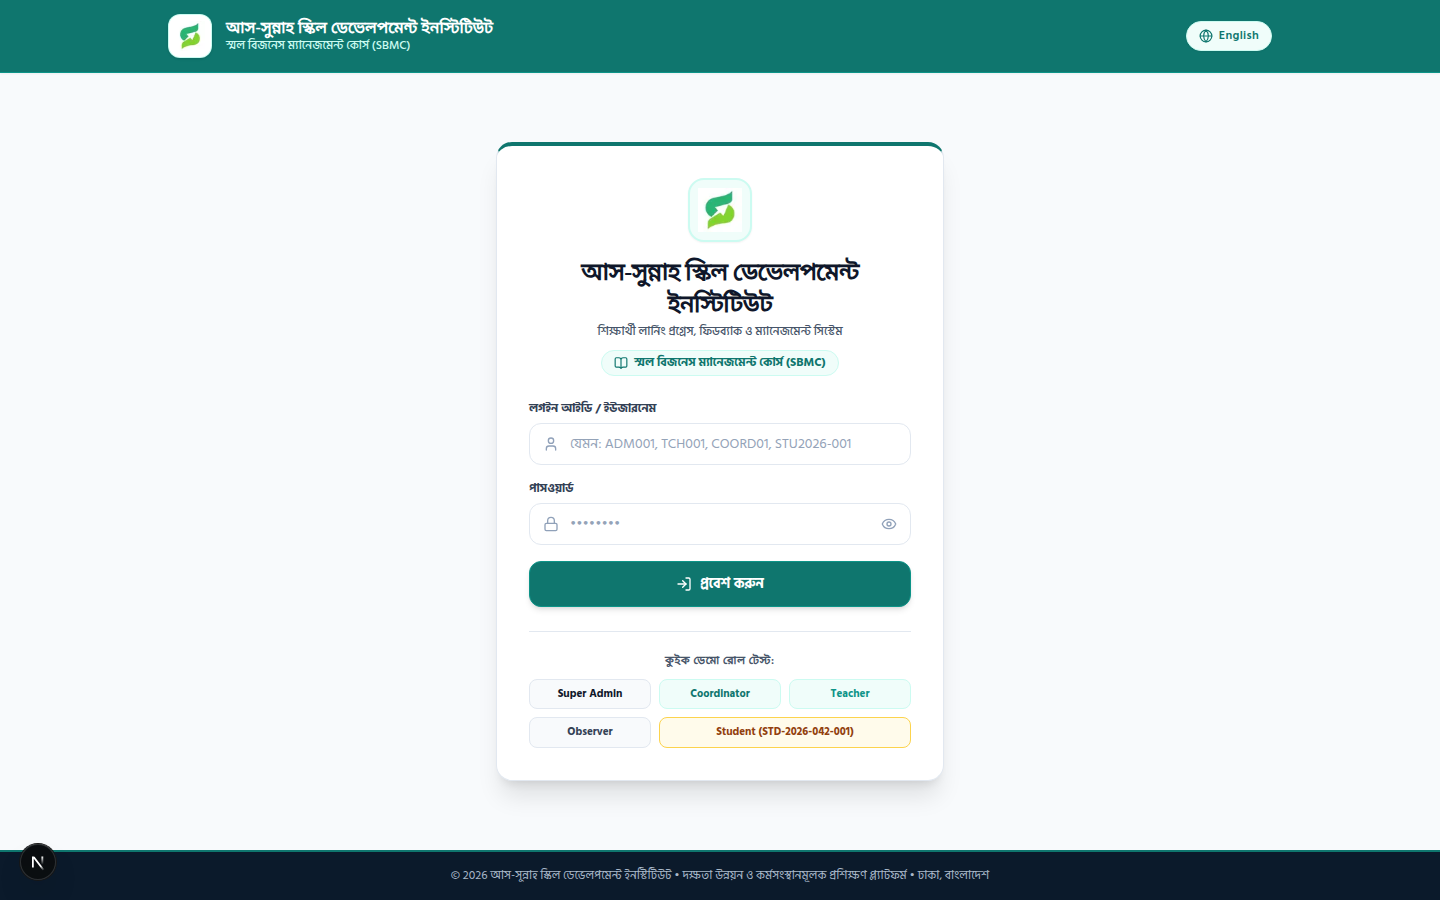 আস-সুন্নাহ স্কিল ডেভেলপমেন্ট ইনস্টিটিউট
স্মল বিজনেস ম্যানেজমেন্ট কোর্স (SBMC)
English
আস-সুন্নাহ স্কিল ডেভেলপমেন্ট
ইনস্টিটিউট
শিক্ষার্থী লার্নিং প্রগ্রেস, ফিডব্যাক ও ম্যানেজমেন্ট সিস্টেম
স্মল বিজনেস ম্যানেজমেন্ট কোর্স (SBMC)
লগইন আইডি / ইউজারনেম
যেমন: ADM001, TCH001, COORD01, STU2026-001
পাসওয়ার্ড
••••••••
প্রবেশ করুন
কুইক ডেমো রোল টেস্ট:
Super Admin
Coordinator
Teacher
Observer
Student (STD-2026-042-001)
© 2026 আস-সুন্নাহ স্কিল ডেভেলপমেন্ট ইনস্টিটিউট • দক্ষতা উন্নয়ন ও কর্মসংস্থানমূলক প্রশিক্ষণ প্ল্যাটফর্ম • ঢাকা, বাংলাদেশ